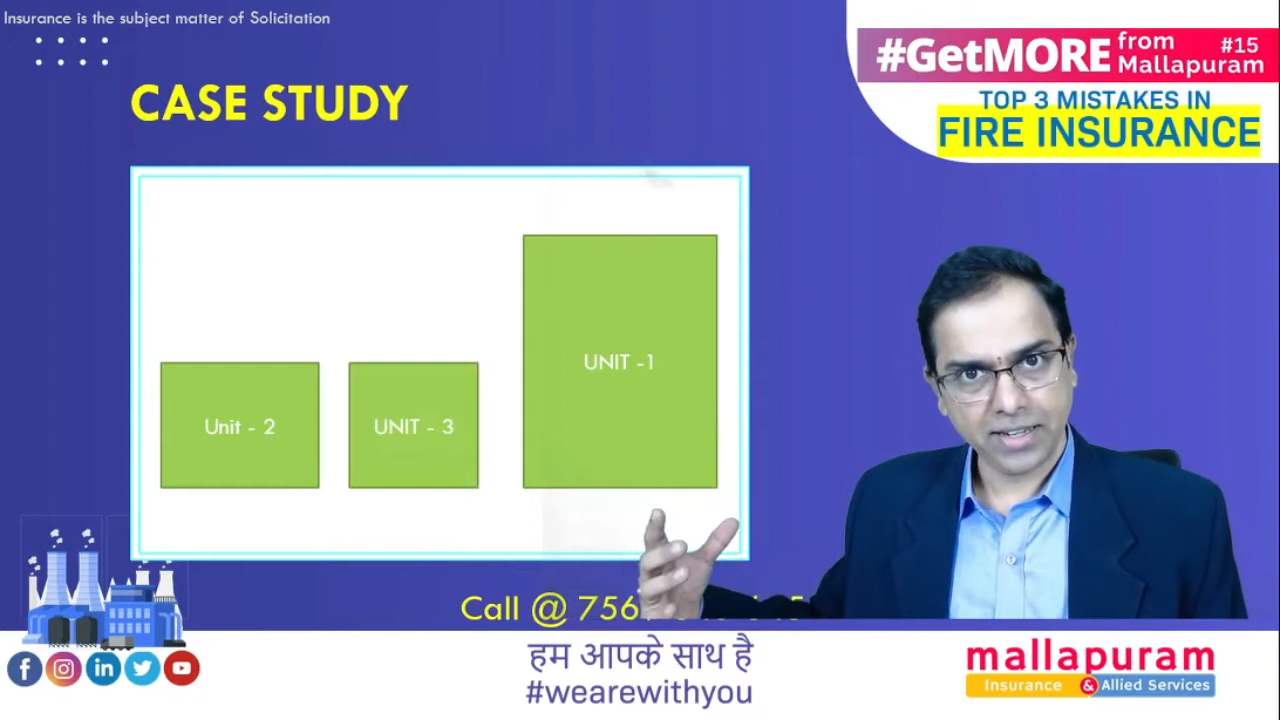 Insurance is the subject matter of Solicitation
#GetMORE from Mallapuram #15
TOP 3 MISTAKES IN
FIRE INSURANCE
CASE STUDY
Unit - 2
UNIT - 3
UNIT -1
Call @
हम आपके साथ है
#wearewithyou
mallapuram
Insurance & Allied Services